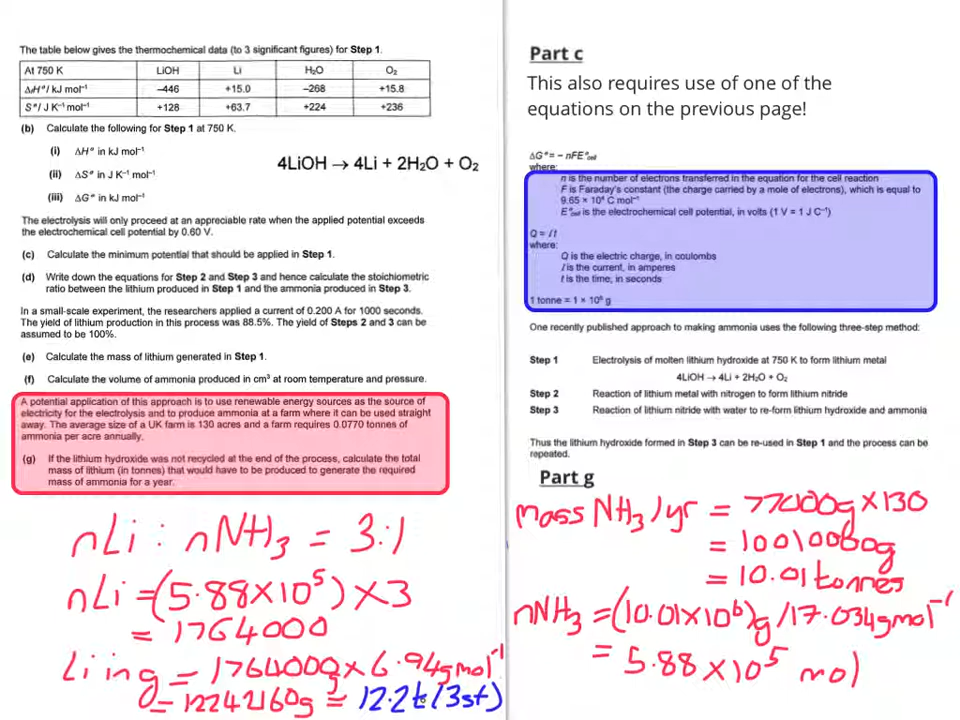 The table below gives the thermochemical data (to 3 significant figures) for Step 1.
At 750 K LiOH Li H₂O O₂
ΔfH°/ kJ mol⁻¹ –446 +15.0 –268 +15.8
S°/ J K⁻¹ mol⁻¹ +128 +63.7 +224 +236
(b) Calculate the following for Step 1 at 750 K.
(i) ΔH° in kJ mol⁻¹
(ii) ΔS° in J K⁻¹ mol⁻¹
(iii) ΔG° in kJ mol⁻¹
4LiOH → 4Li + 2H₂O + O₂
The electrolysis will only proceed at an appreciable rate when the applied potential exceeds
the electrochemical cell potential by 0.60 V.
(c) Calculate the minimum potential that should be applied in Step 1.
(d) Write down the equations for Step 2 and Step 3 and hence calculate the stoichiometric
ratio between the lithium produced in Step 1 and the ammonia produced in Step 3.
In a small-scale experiment, the researchers applied a current of 0.200 A for 1000 seconds.
The yield of lithium production in this process was 88.5%. The yield of Steps 2 and 3 can be
assumed to be 100%.
(e) Calculate the mass of lithium generated in Step 1.
(f) Calculate the volume of ammonia produced in cm³ at room temperature and pressure.
A potential application of this approach is to use renewable energy sources as the source of
electricity for the electrolysis and to produce ammonia at a farm where it can be used straight
away. The average size of a UK farm is 130 acres and a farm requires 0.0770 tonnes of
ammonia per acre annually.
(g) If the lithium hydroxide was not recycled at the end of the process, calculate the total
mass of lithium (in tonnes) that would have to be produced to generate the required
mass of ammonia for a year.
nLi : nNH₃ = 3:1
nLi =(5.88×10⁵)×3
= 1764000
Li in g = 1764000g×6.94gmol⁻¹
= 12242160g = 12.2t (3sf)
Part c
This also requires use of one of the
equations on the previous page!
ΔG° = – nFE°cell
where:
n is the number of electrons transferred in the equation for the cell reaction
F is Faraday's constant (the charge carried by a mole of electrons), which is equal to
9.65 × 10⁴ C mol⁻¹
E°cell is the electrochemical cell potential, in volts (1 V = 1 J C⁻¹)
Q = It
where:
Q is the electric charge, in coulombs
I is the current, in amperes
t is the time, in seconds
1 tonne = 1 × 10⁶ g
One recently published approach to making ammonia uses the following three-step method:
Step 1 Electrolysis of molten lithium hydroxide at 750 K to form lithium metal
4LiOH → 4Li + 2H₂O + O₂
Step 2 Reaction of lithium metal with nitrogen to form lithium nitride
Step 3 Reaction of lithium nitride with water to re-form lithium hydroxide and ammonia
Thus the lithium hydroxide formed in Step 3 can be re-used in Step 1 and the process can be
repeated.
Part g
mass NH₃/yr = 77000g×130
= 10010000g
= 10.01tonnes
nNH₃ =(10.01×10⁶)g/17.034gmol⁻¹
= 5.88×10⁵ mol